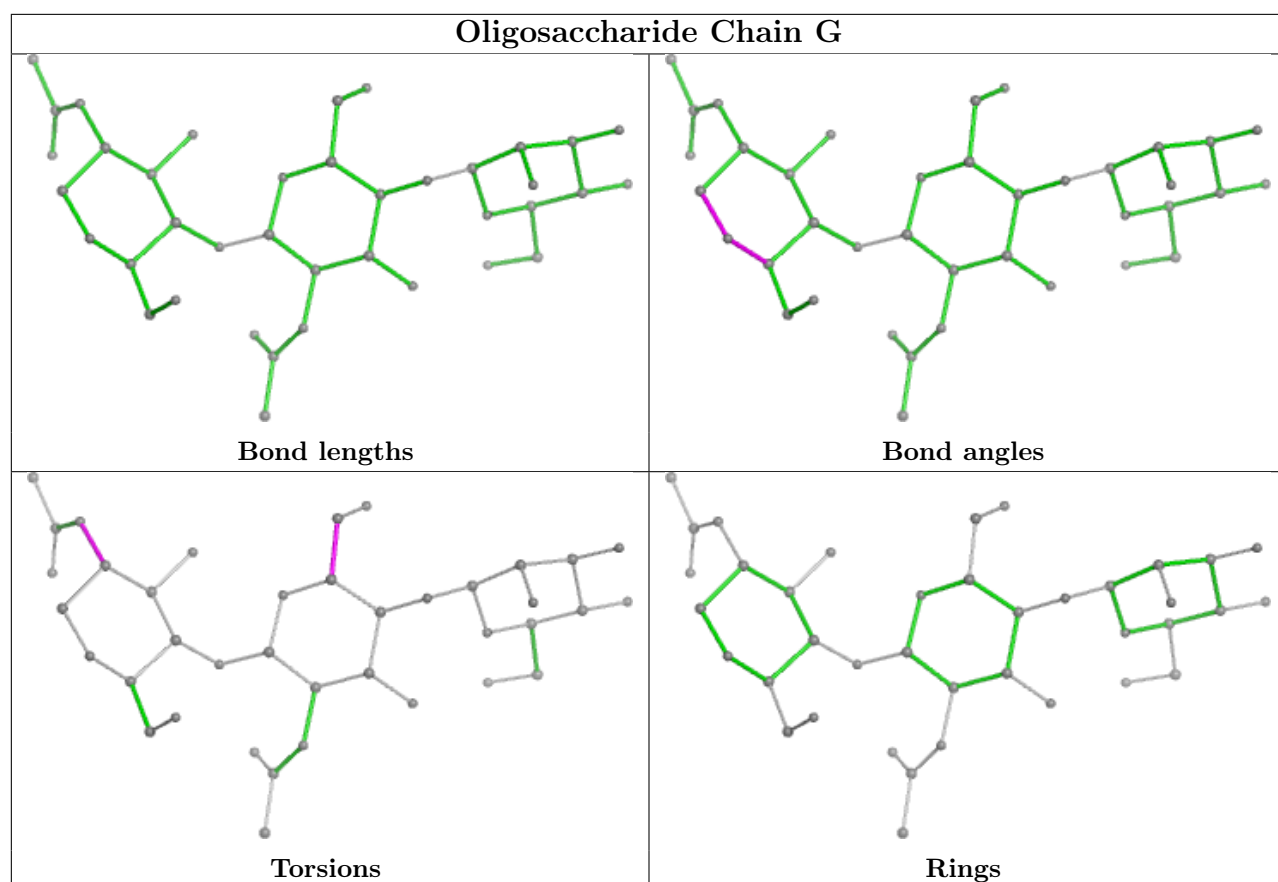 Oligosaccharide Chain G
Bond lengths
Bond angles
Torsions
Rings